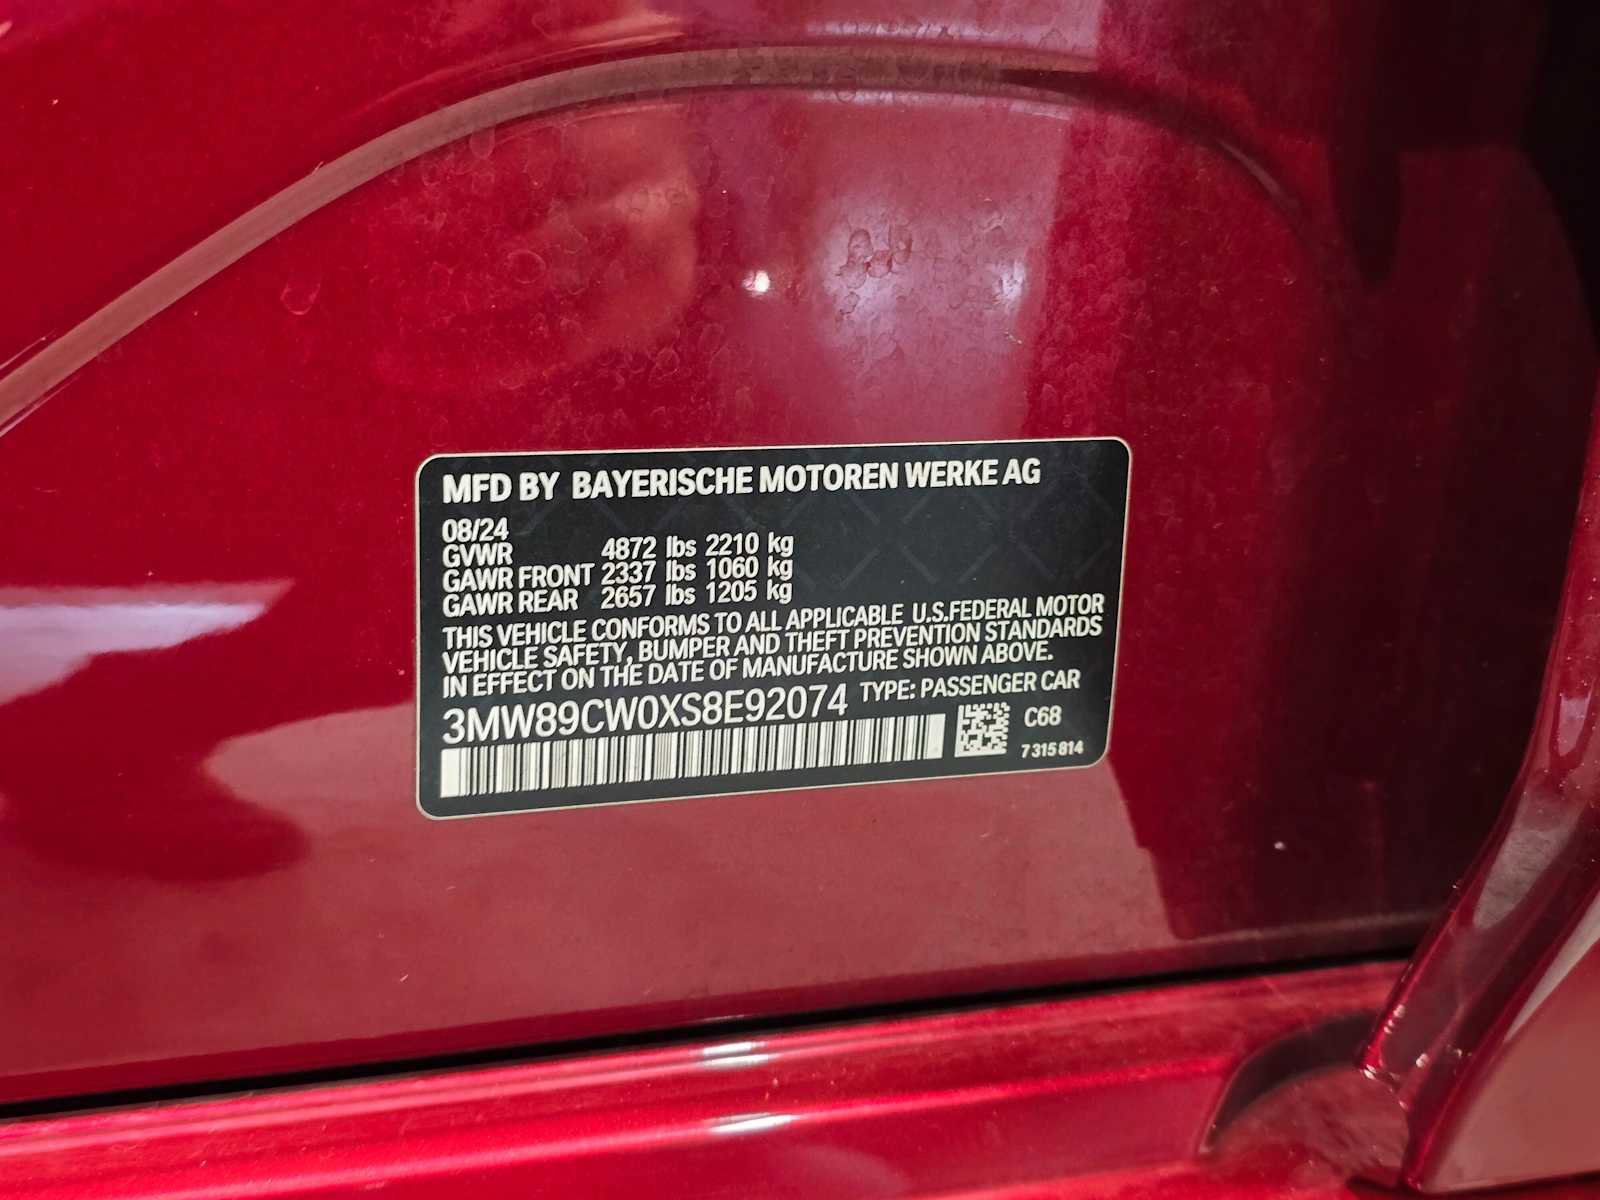 MFD BY BAYERISCHE MOTOREN WERKE AG
08/24
GVWR 4872 lbs 2210 kg
GAWR FRONT 2337 lbs 1060 kg
GAWR REAR 2657 lbs 1205 kg
THIS VEHICLE CONFORMS TO ALL APPLICABLE U.S.FEDERAL MOTOR
VEHICLE SAFETY, BUMPER AND THEFT PREVENTION STANDARDS
IN EFFECT ON THE DATE OF MANUFACTURE SHOWN ABOVE.
3MW89CW0XS8E92074 TYPE: PASSENGER CAR
C68
7 315 814